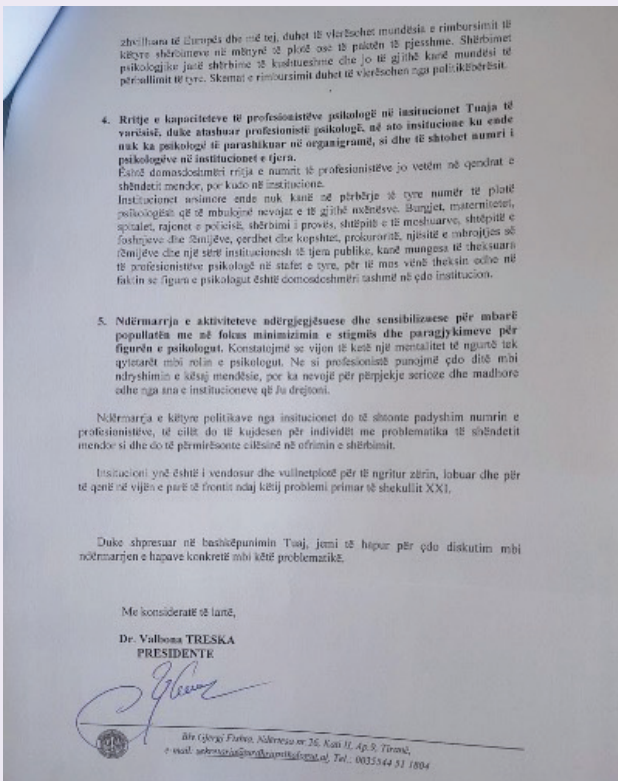 zhvilluara të Europës dhe më tej, duhet të vlerësohet mundësia e rimbursimit të
këtyre shërbimeve në mënyrë të plotë ose të paktën të pjesshme. Shërbimet
psikologjike janë shërbime të kushtueshme dhe jo të gjithë kanë mundësi të
përballimit të tyre. Skemat e rimbursimit duhet të vlerësohen nga politikëbërësit.
4. Rritje e kapaciteteve të profesionistëve psikologë në insitucionet Tuaja të
varësisë, duke atashuar profesionistë psikologë, në ato insitucione ku ende
nuk ka psikologë të parashikuar në organigramë, si dhe të shtohet numri i
psikologëve në institucionet e tjera.
Është domosdoshmëri rritja e numrit të profesionistëve jo vetëm në qendrat e
shëndetit mendor, por kudo në institucione.
Institucionet arsimore ende nuk kanë në përbërje të tyre numër të plotë
psikologësh që të mbulojnë nevojat e të gjithë nxënësve. Burgjet, maternitetet,
spitalet, rajonet e policisë, shërbimi i provës, shtëpitë e të moshuarve, shtëpitë e
foshnjeve dhe fëmijëve, çerdhet dhe kopshtet, prokuroritë, njësitë e mbrojtjes së
fëmijëve dhe një sërë institucionesh të tjera publike, kanë mungesa të theksuara
të profesionistëve psikologë në stafet e tyre, për të mos vënë theksin edhe në
faktin se figura e psikologut është domosdoshmëri tashmë në çdo institucion.
5. Ndërmarrja e aktiviteteve ndërgjegjësuese dhe sensibilizuese për mbarë
popullatën me në fokus minimizimin e stigmës dhe paragjykimeve për
figurën e psikologut. Konstatojmë se vijon të ketë një mentalitet të ngurtë tek
qytetarët mbi rolin e psikologut. Ne si profesionistë punojmë çdo ditë mbi
ndryshimin e kësaj mendësie, por ka nevojë për përpjekje serioze dhe madhore
edhe nga ana e institucioneve që Ju drejtoni.
Ndërmarrja e këtyre politikave nga insitucionet do të shtonte padyshim numrin e
profesionistëve, të cilët do të kujdesen për individët me problematika të shëndetit
mendor si dhe do të përmirësonte cilësinë në ofrimin e shërbimit.
Insitucioni ynë është i vendosur dhe vullnetplotë për të ngritur zërin, lobuar dhe për
të qenë në vijën e parë të frontit ndaj këtij problemi primar të shekullit XXI.
Duke shpresuar në bashkëpunimin Tuaj, jemi të hapur për çdo diskutim mbi
ndërmarrjen e hapave konkretë mbi këtë problematikë.
Me konsideratë të lartë,
Dr. Valbona TRESKA
PRESIDENTE
Blv Gjergj Fishta, Ndërtesa nr 26, Kati II, Ap.9, Tiranë,
e-mail: sekretaria@urdhripsikologut.al, Tel.: 0035544 51 1804